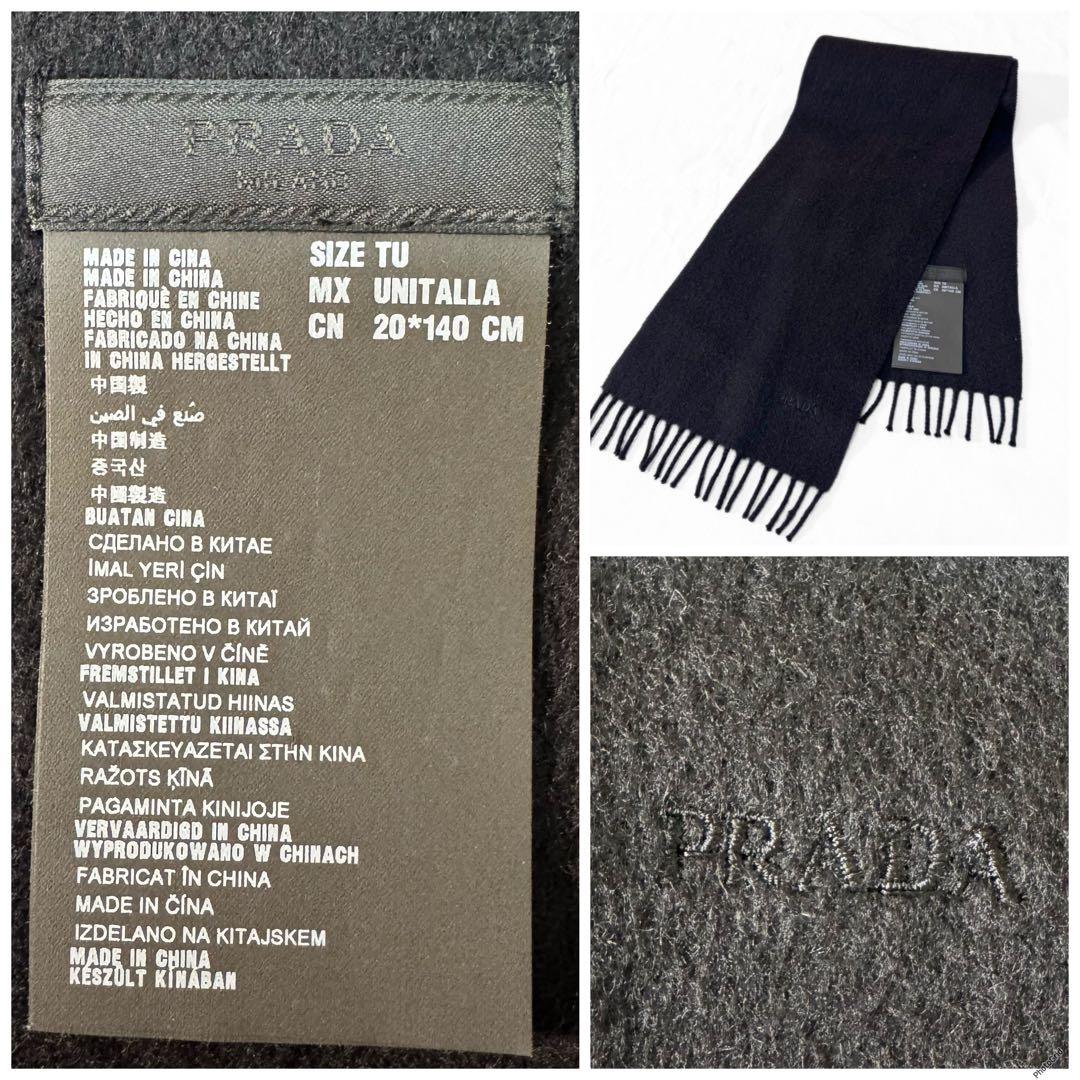 PRADA
MILANO
MADE IN CINA
MADE IN CHINA
FABRIQUÈ EN CHINE
HECHO EN CHINA
FABRICADO NA CHINA
IN CHINA HERGESTELLT
中国製
صُنع في الصين
中国制造
중국산
中國製造
BUATAN CINA
СДЕЛАНО В КИТАЕ
İMAL YERİ ÇİN
ЗРОБЛЕНО В КИТАЇ
ИЗРАБОТЕНО В КИТАЙ
VYROBENO V ČÍNĚ
FREMSTILLET I KINA
VALMISTATUD HIINAS
VALMISTETTU KIINASSA
ΚΑΤΑΣΚΕΥΑΖΕΤΑΙ ΣΤΗΝ ΚΙΝΑ
RAŽOTS ĶĪNĀ
PAGAMINTA KINIJOJE
VERVAARDIGD IN CHINA
WYPRODUKOWANO W CHINACH
FABRICAT ÎN CHINA
MADE IN ČÍNA
IZDELANO NA KITAJSKEM
MADE IN CHINA
KÉSZÜLT KÍNÁBAN
SIZE TU
MX UNITALLA
CN 20*140 CM
PRADA
PRADA